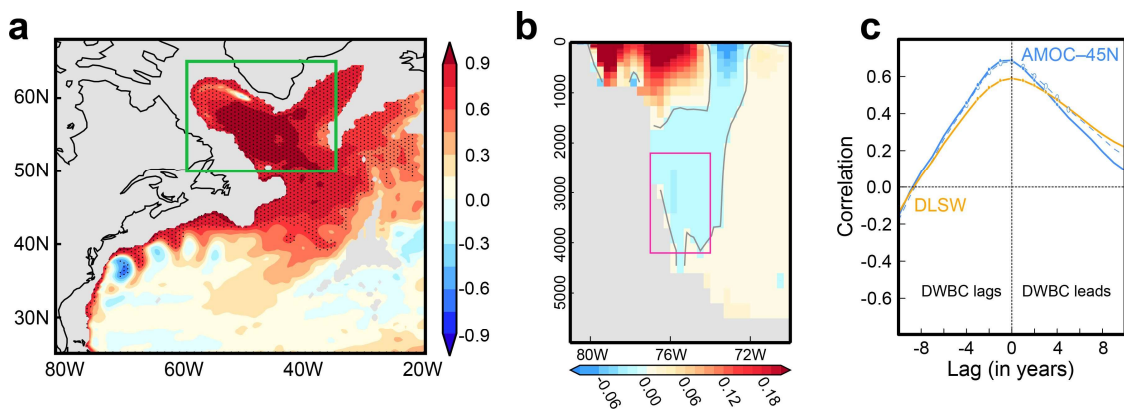 a
60N
50N
40N
30N
80W
60W
40W
20W
0.9
0.6
0.3
0.0
-0.3
-0.6
-0.9
b
0
1000
2000
3000
4000
5000
80W
76W
72W
-0.06
0.00
0.06
0.12
0.18
c
AMOC–45N
DLSW
Correlation
0.6
0.4
0.2
0.0
-0.2
-0.4
-0.6
DWBC lags
DWBC leads
-8
-4
0
4
8
Lag (in years)